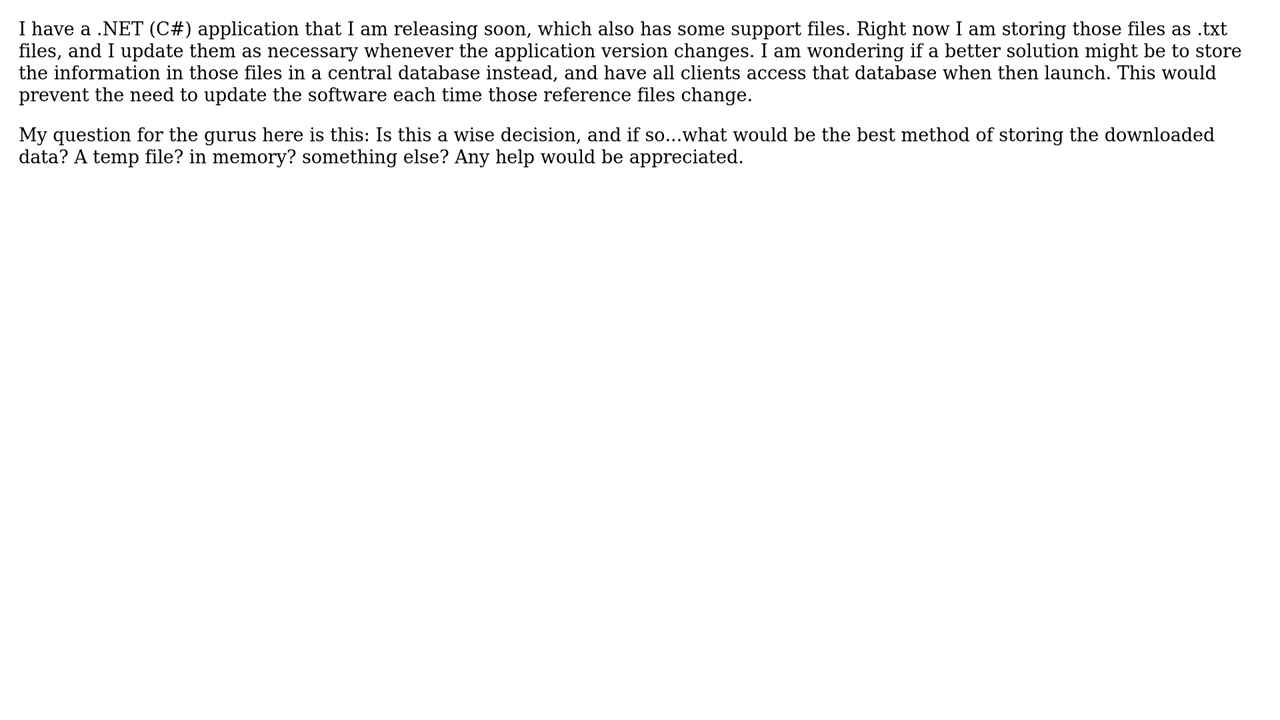 I have a .NET (C#) application that I am releasing soon, which also has some support files. Right now I am storing those files as .txt
files, and I update them as necessary whenever the application version changes. I am wondering if a better solution might be to store
the information in those files in a central database instead, and have all clients access that database when then launch. This would
prevent the need to update the software each time those reference files change.
My question for the gurus here is this: Is this a wise decision, and if so...what would be the best method of storing the downloaded
data? A temp file? in memory? something else? Any help would be appreciated.